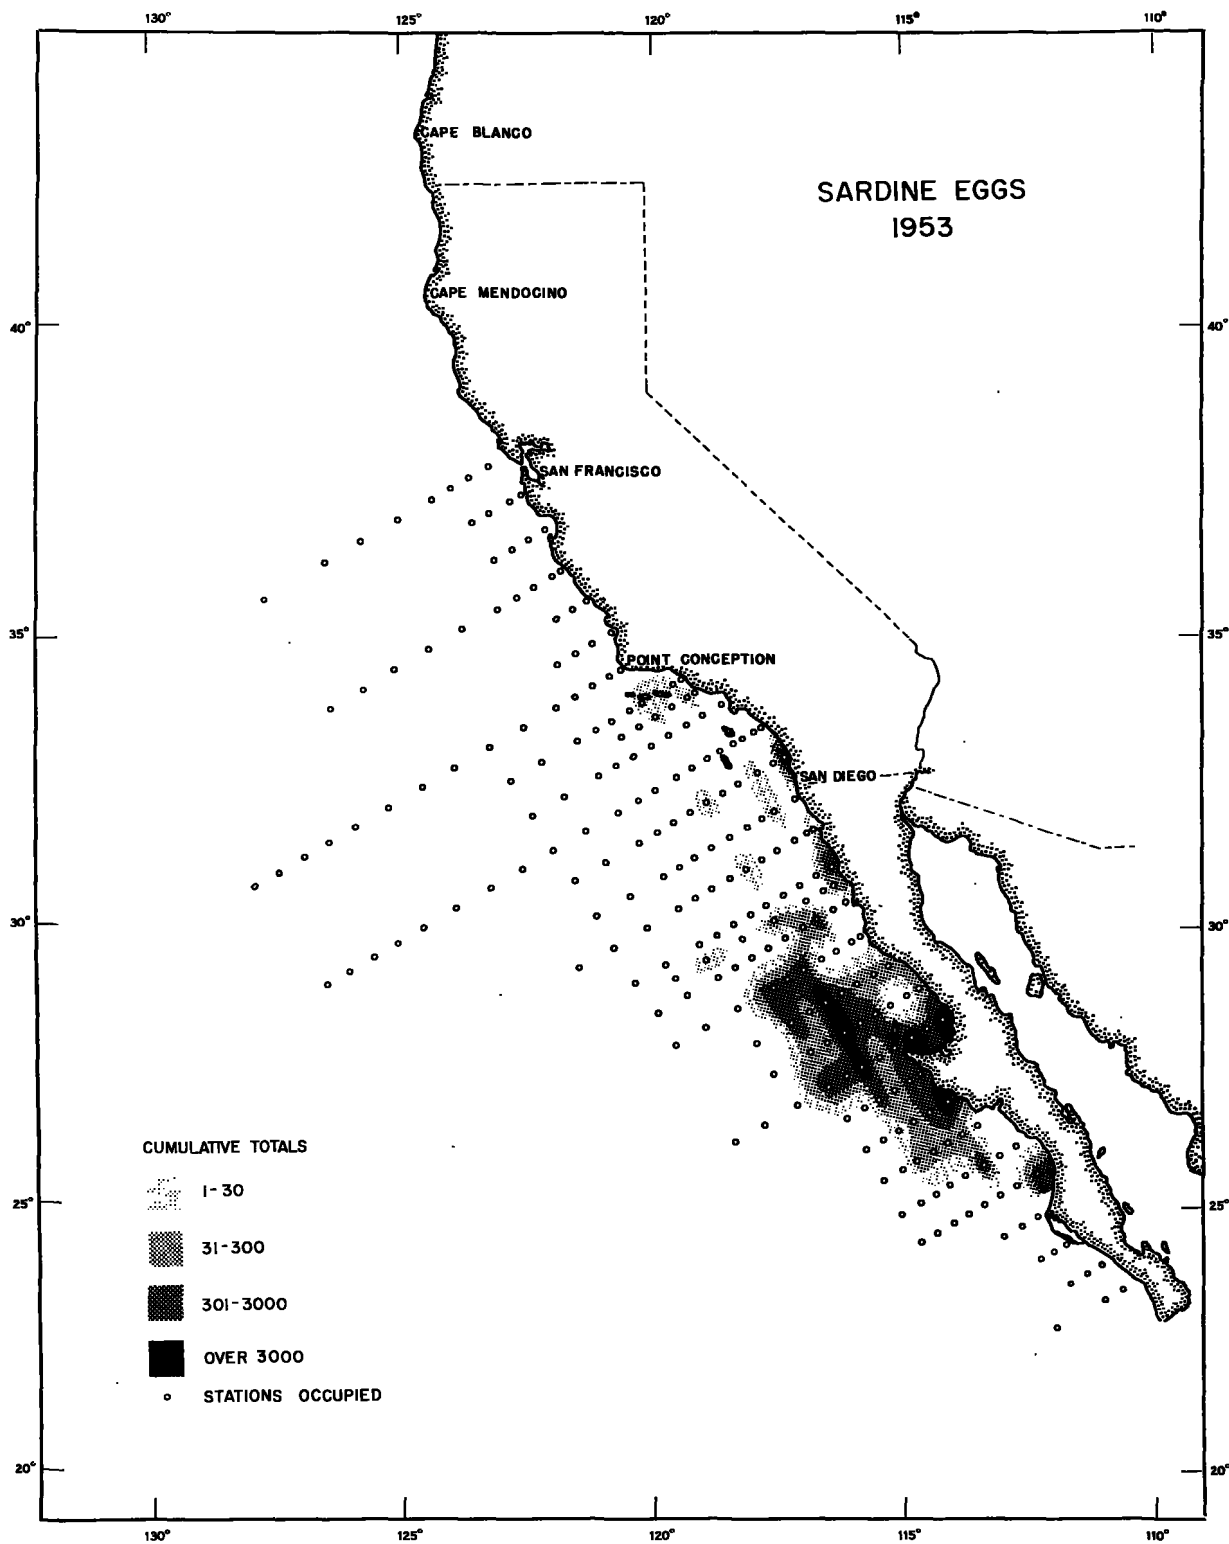 130° 125° 120° 115° 110°
CAPE BLANCO
SARDINE EGGS
1953
CAPE MENDOCINO
40° 40°
SAN FRANCISCO
35° 35°
POINT CONCEPTION
SAN DIEGO
30° 30°
CUMULATIVE TOTALS
1-30
25° 25°
31-300
301-3000
OVER 3000
STATIONS OCCUPIED
20° 20°
130° 125° 120° 115° 110°